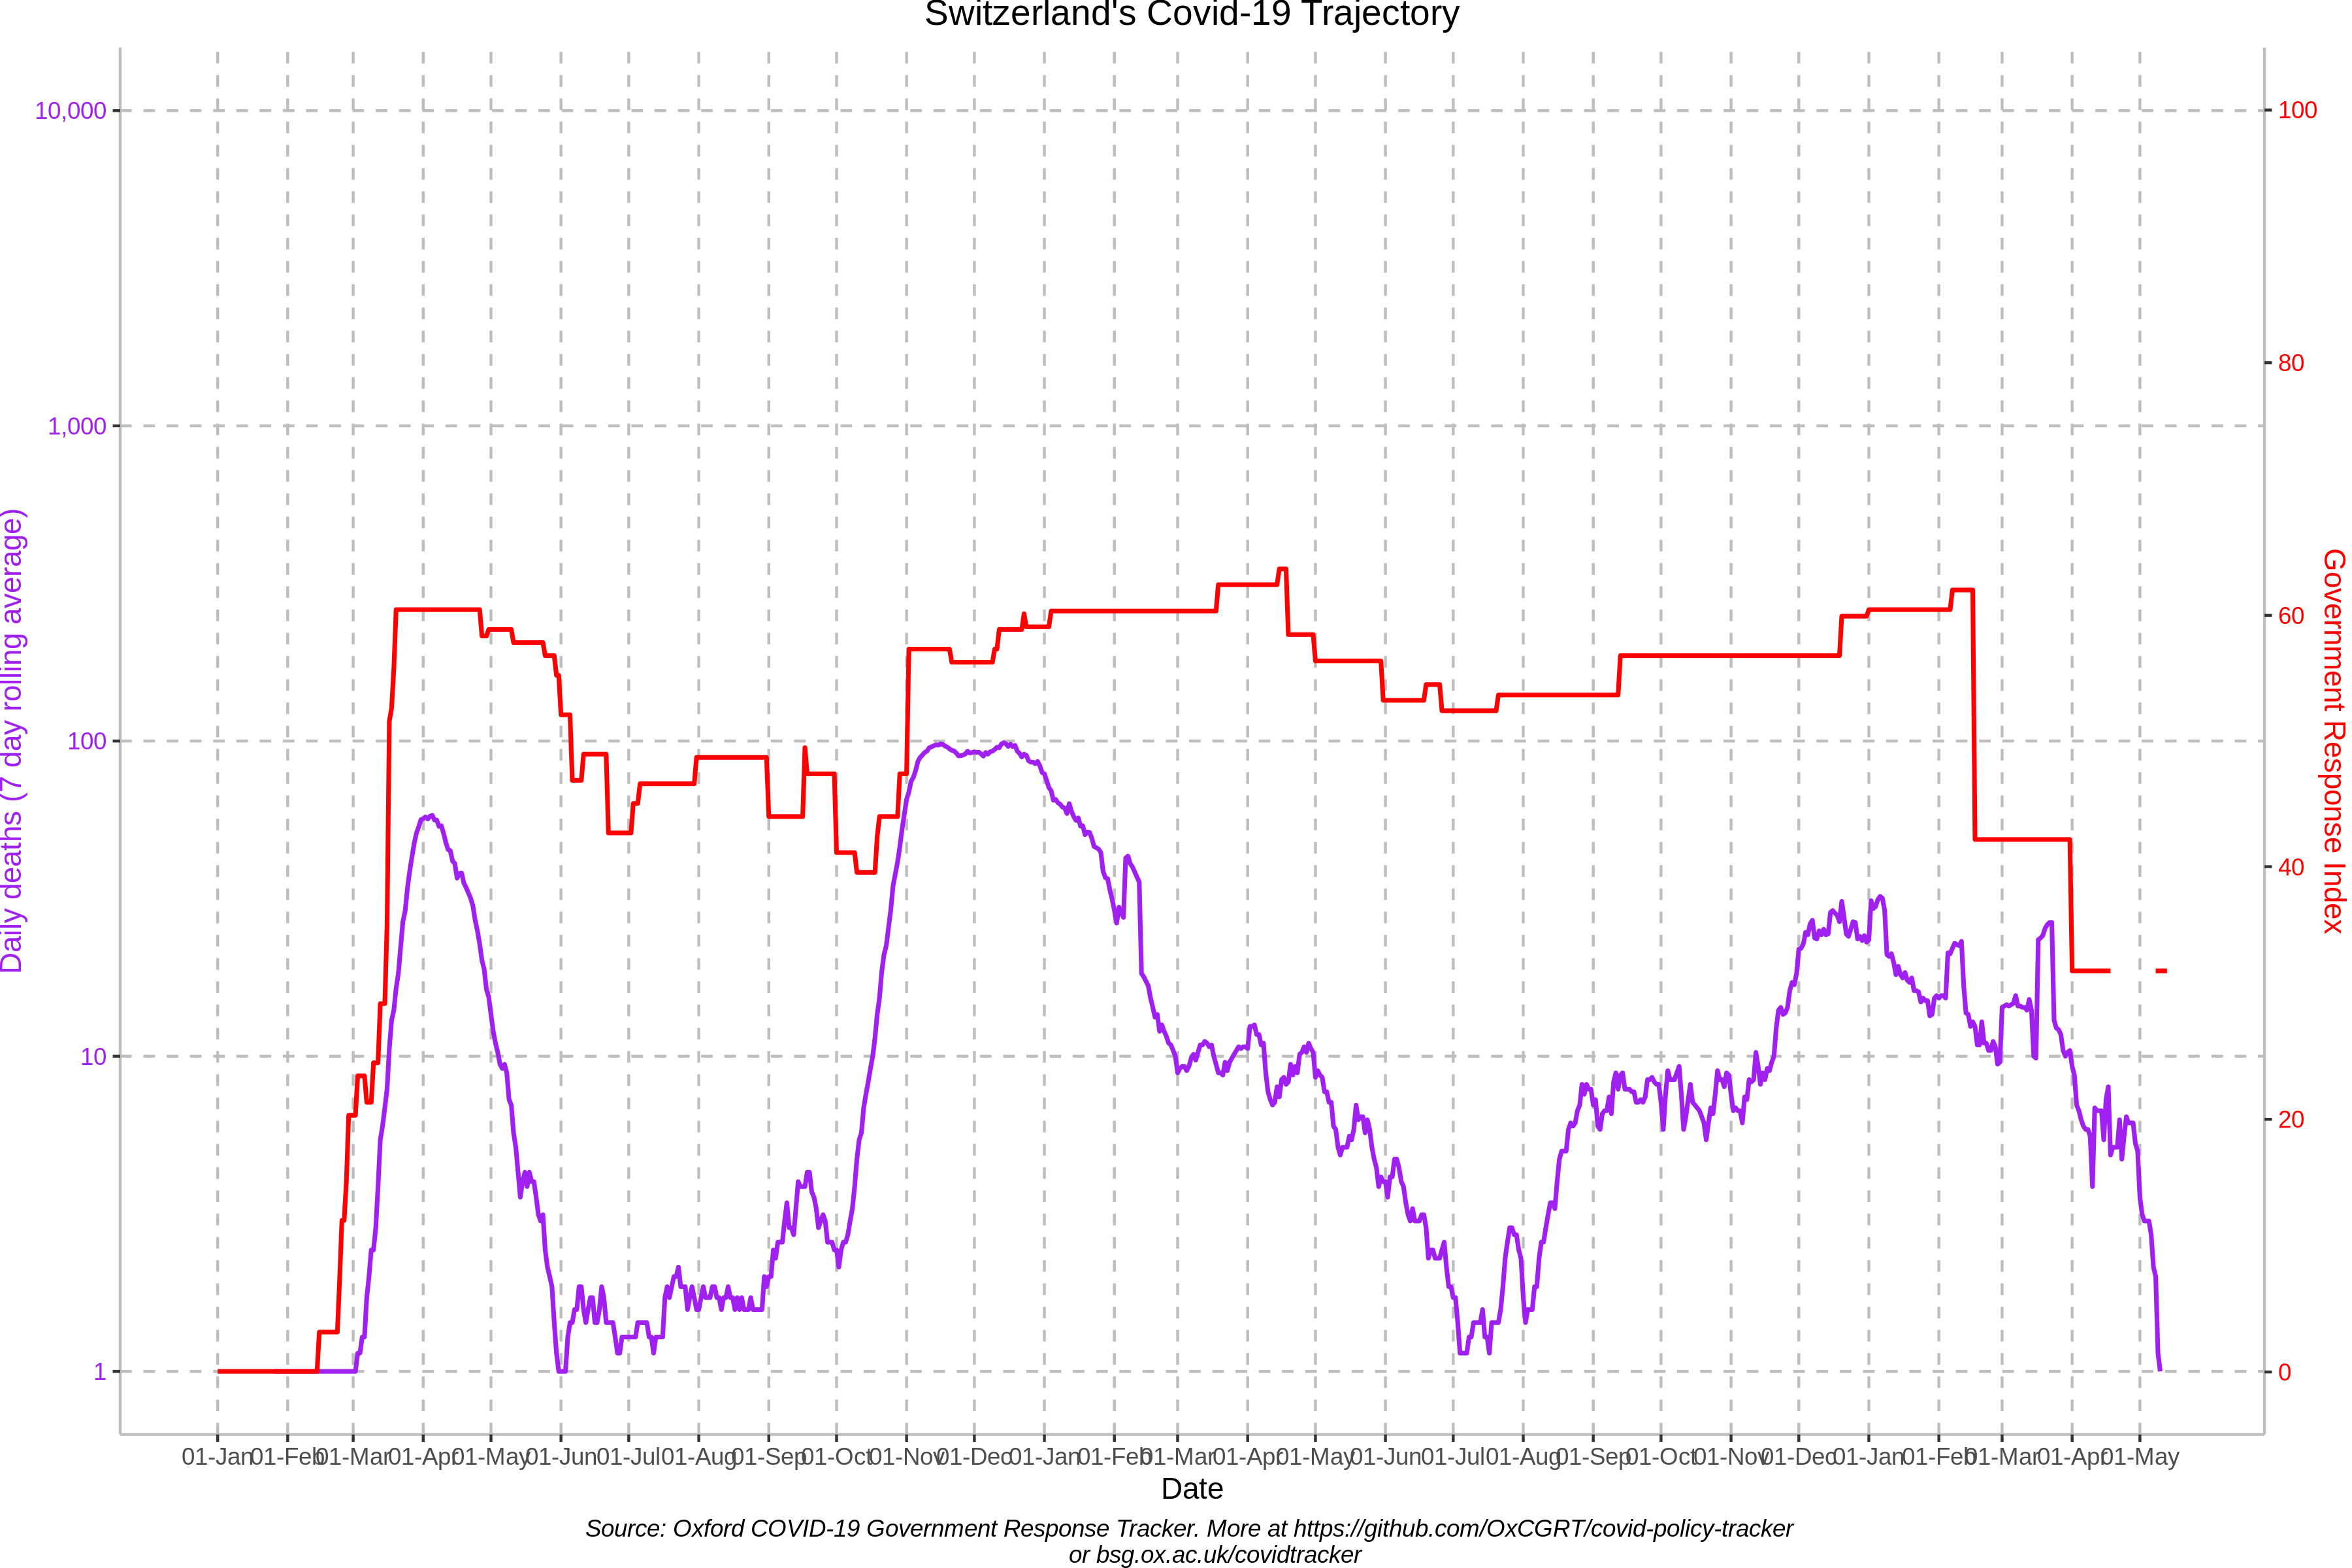 Switzerland's Covid-19 Trajectory
10,000
1,000
100
10
1
Daily deaths (7 day rolling average)
100
80
60
40
20
0
Government Response Index
01-Jan 01-Feb 01-Mar 01-Apr 01-May 01-Jun 01-Jul 01-Aug 01-Sep 01-Oct 01-Nov 01-Dec 01-Jan 01-Feb 01-Mar 01-Apr 01-May 01-Jun 01-Jul 01-Aug 01-Sep 01-Oct 01-Nov 01-Dec 01-Jan 01-Feb 01-Mar 01-Apr 01-May
Date
Source: Oxford COVID-19 Government Response Tracker. More at https://github.com/OxCGRT/covid-policy-tracker
or bsg.ox.ac.uk/covidtracker